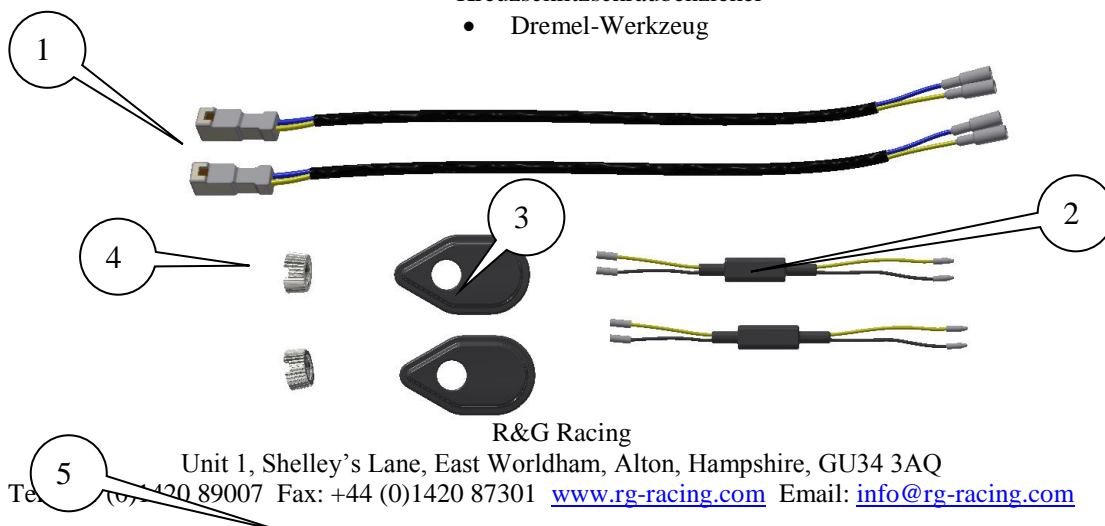 • Dremel-Werkzeug
1
2
3
4
R&G Racing
Unit 1, Shelley’s Lane, East Worldham, Alton, Hampshire, GU34 3AQ
5
(0)1420 89007 Fax: +44 (0)1420 87301 www.rg-racing.com Email: info@rg-racing.com